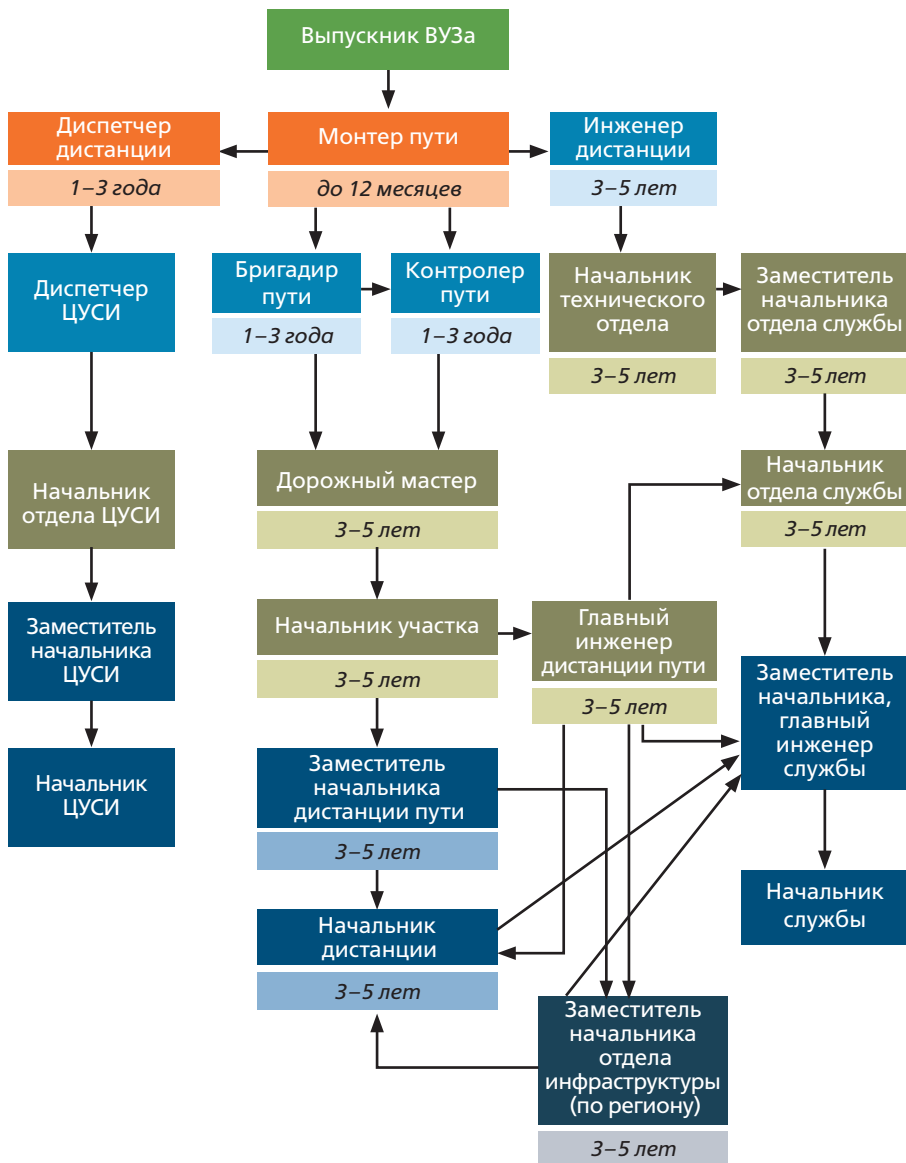 Выпускник ВУЗа
Диспетчер
дистанции
1–3 года
Монтер пути
до 12 месяцев
Инженер
дистанции
3–5 лет
Диспетчер
ЦУСИ
Бригадир
пути
1–3 года
Контролер
пути
1–3 года
Начальник
технического
отдела
3–5 лет
Заместитель
начальника
отдела службы
3–5 лет
Начальник
отдела ЦУСИ
Дорожный мастер
3–5 лет
Начальник
отдела службы
3–5 лет
Заместитель
начальника
ЦУСИ
Начальник участка
3–5 лет
Главный
инженер
дистанции пути
3–5 лет
Заместитель
начальника,
главный
инженер
службы
Начальник
ЦУСИ
Заместитель
начальника
дистанции пути
3–5 лет
Начальник
службы
Начальник
дистанции
3–5 лет
Заместитель
начальника
отдела
инфраструктуры
(по региону)
3–5 лет